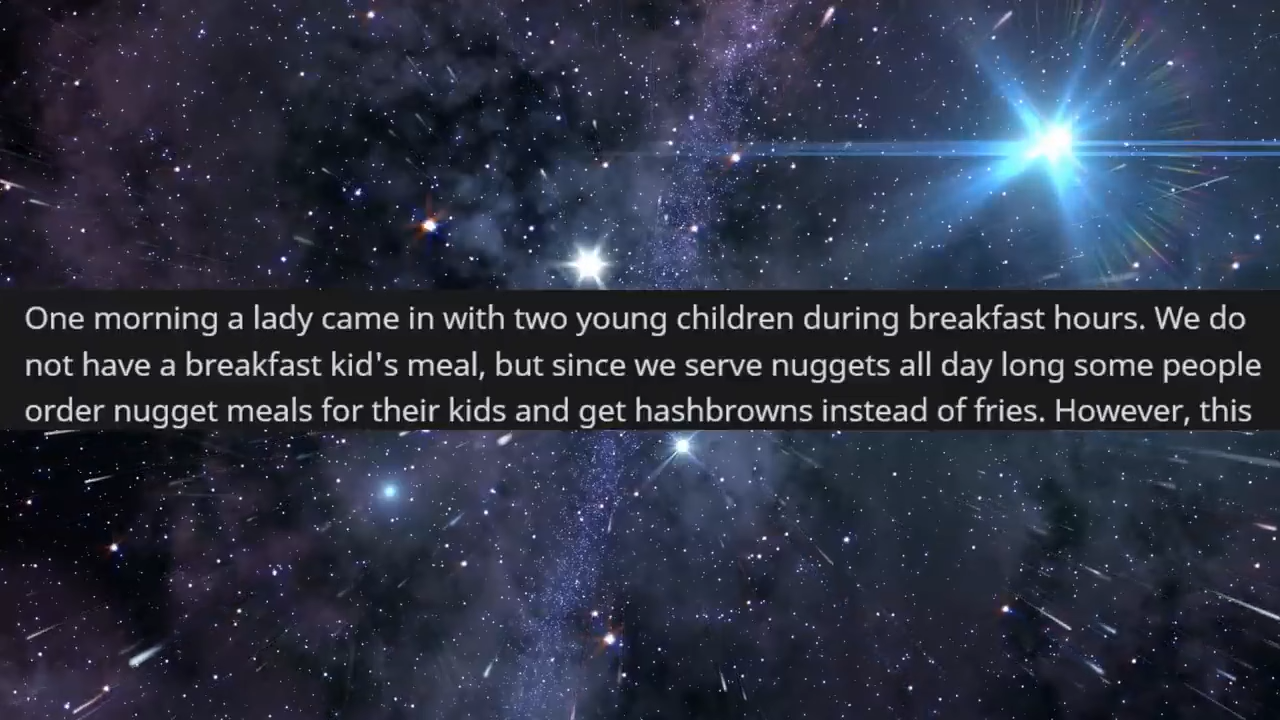 One morning a lady came in with two young children during breakfast hours. We do
not have a breakfast kid's meal, but since we serve nuggets all day long some people
order nugget meals for their kids and get hashbrowns instead of fries. However, this